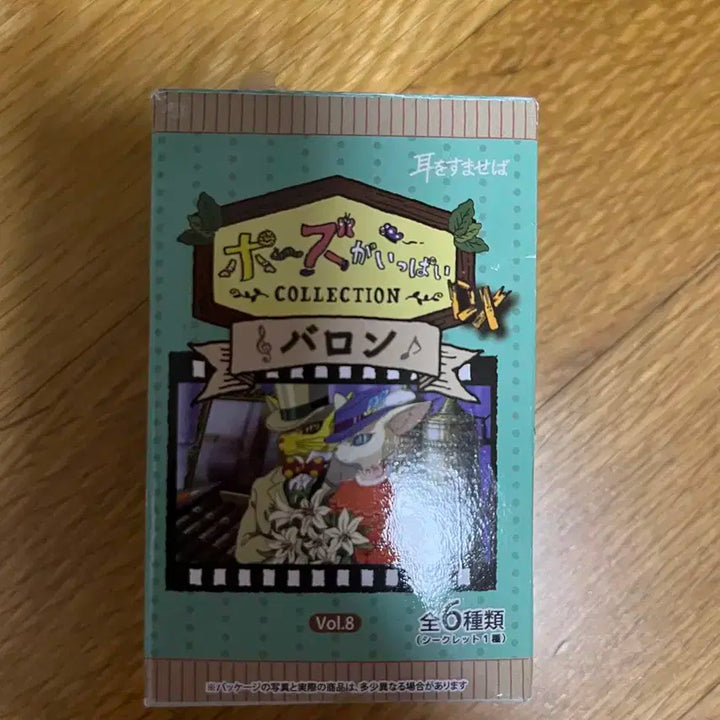 耳をすませば
ポーズがいっぱい
COLLECTION
DX
バロン
Vol.8
全6種類
(シークレット1種)
※パッケージの写真と実際の商品は、多少異なる場合があります